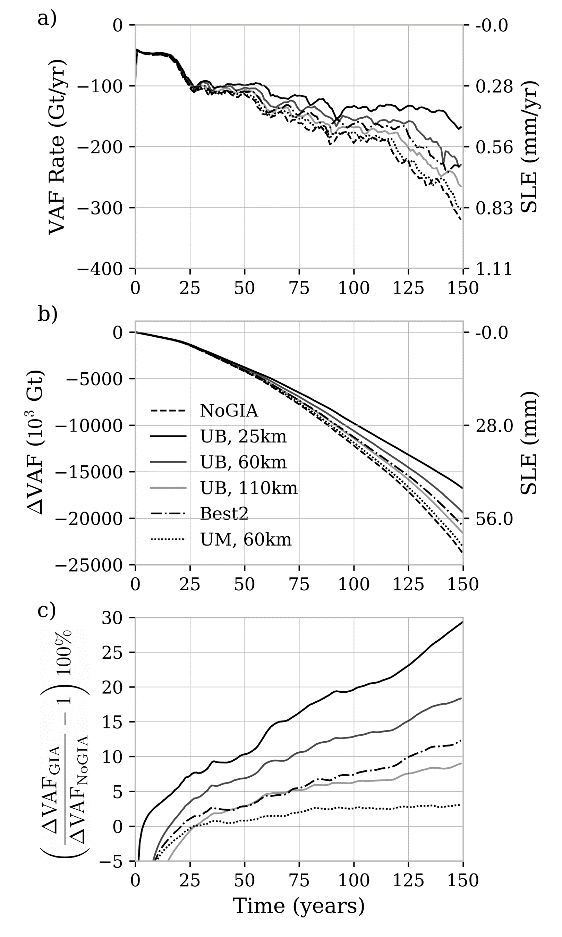 a)
VAF Rate (Gt/yr)
0
−100
−200
−300
−400
-0.0
0.28
0.56
0.83
1.11
SLE (mm/yr)
0 25 50 75 100 125 150
b)
ΔVAF (10³ Gt)
0
−5000
−10000
−15000
−20000
−25000
NoGIA
UB, 25km
UB, 60km
UB, 110km
Best2
UM, 60km
-0.0
28.0
56.0
SLE (mm)
0 25 50 75 100 125 150
c)
(ΔVAF_GIA / ΔVAF_NoGIA − 1) 100%
30
25
20
15
10
5
0
−5
0 25 50 75 100 125 150
Time (years)